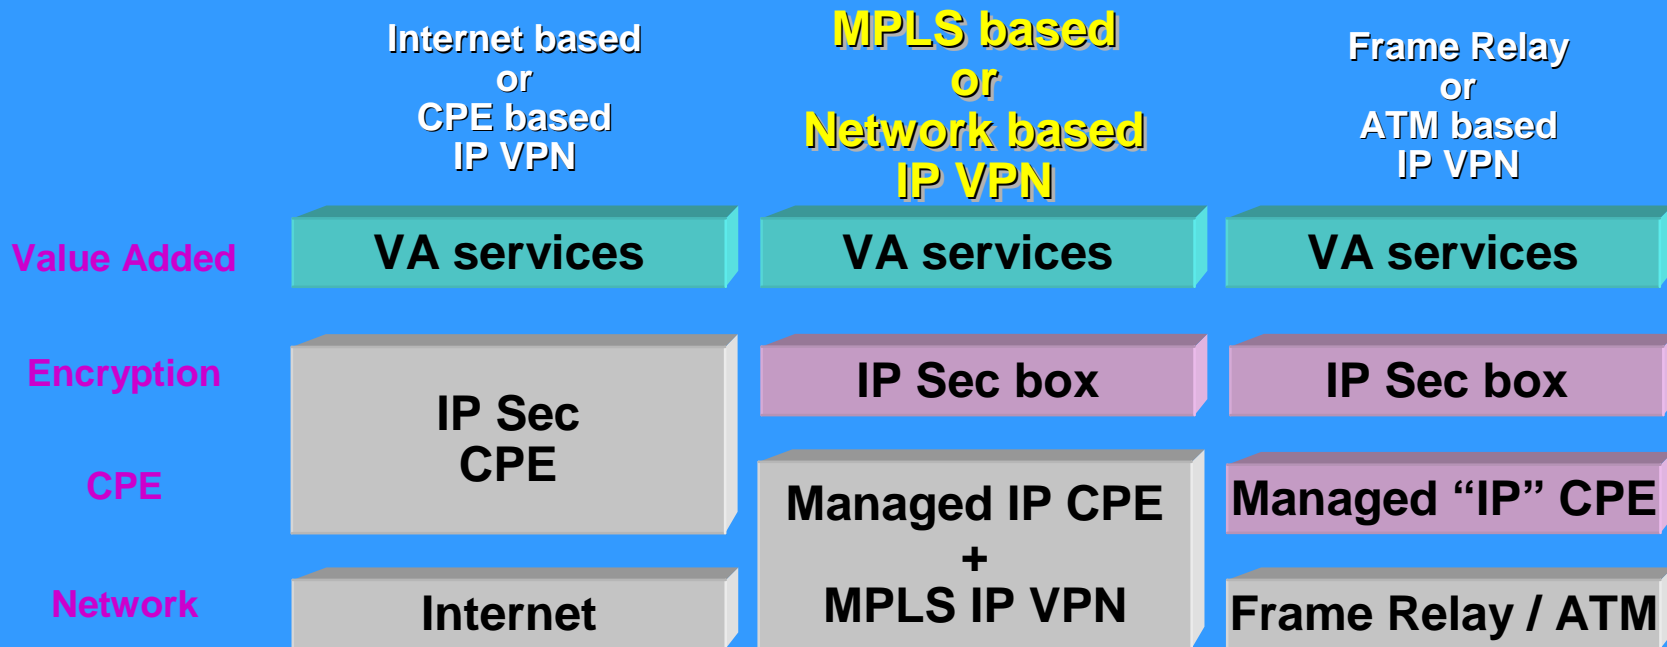 Internet based
or
CPE based
IP VPN
MPLS based
or
Network based
IP VPN
Frame Relay
or
ATM based
IP VPN
Value Added
VA services
VA services
VA services
Encryption
IP Sec
CPE
IP Sec box
IP Sec box
CPE
Managed IP CPE
+
MPLS IP VPN
Managed “IP” CPE
Network
Internet
Frame Relay / ATM